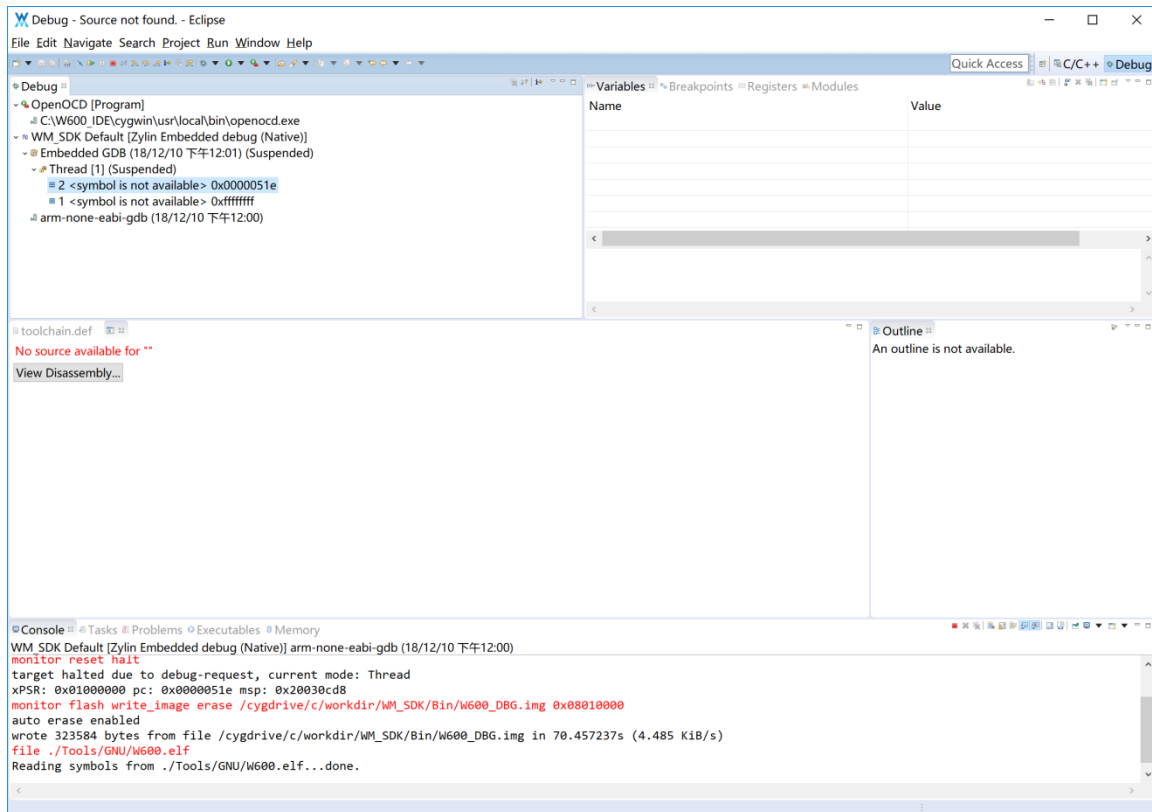 Debug - Source not found. - Eclipse
File Edit Navigate Search Project Run Window Help
Quick Access
C/C++
Debug
Debug
OpenOCD [Program]
C:\W600_IDE\cygwin\usr\local\bin\openocd.exe
WM_SDK Default [Zylin Embedded debug (Native)]
Embedded GDB (18/12/10 下午12:01) (Suspended)
Thread [1] (Suspended)
2 <symbol is not available> 0x0000051e
1 <symbol is not available> 0xffffffff
arm-none-eabi-gdb (18/12/10 下午12:00)
Variables Breakpoints Registers Modules
Name Value
toolchain.def
No source available for ""
View Disassembly...
Outline
An outline is not available.
Console Tasks Problems Executables Memory
WM_SDK Default [Zylin Embedded debug (Native)] arm-none-eabi-gdb (18/12/10 下午12:00)
monitor reset halt
target halted due to debug-request, current mode: Thread
xPSR: 0x01000000 pc: 0x0000051e msp: 0x20030cd8
monitor flash write_image erase /cygdrive/c/workdir/WM_SDK/Bin/W600_DBG.img 0x08010000
auto erase enabled
wrote 323584 bytes from file /cygdrive/c/workdir/WM_SDK/Bin/W600_DBG.img in 70.457237s (4.485 KiB/s)
file ./Tools/GNU/W600.elf
Reading symbols from ./Tools/GNU/W600.elf...done.